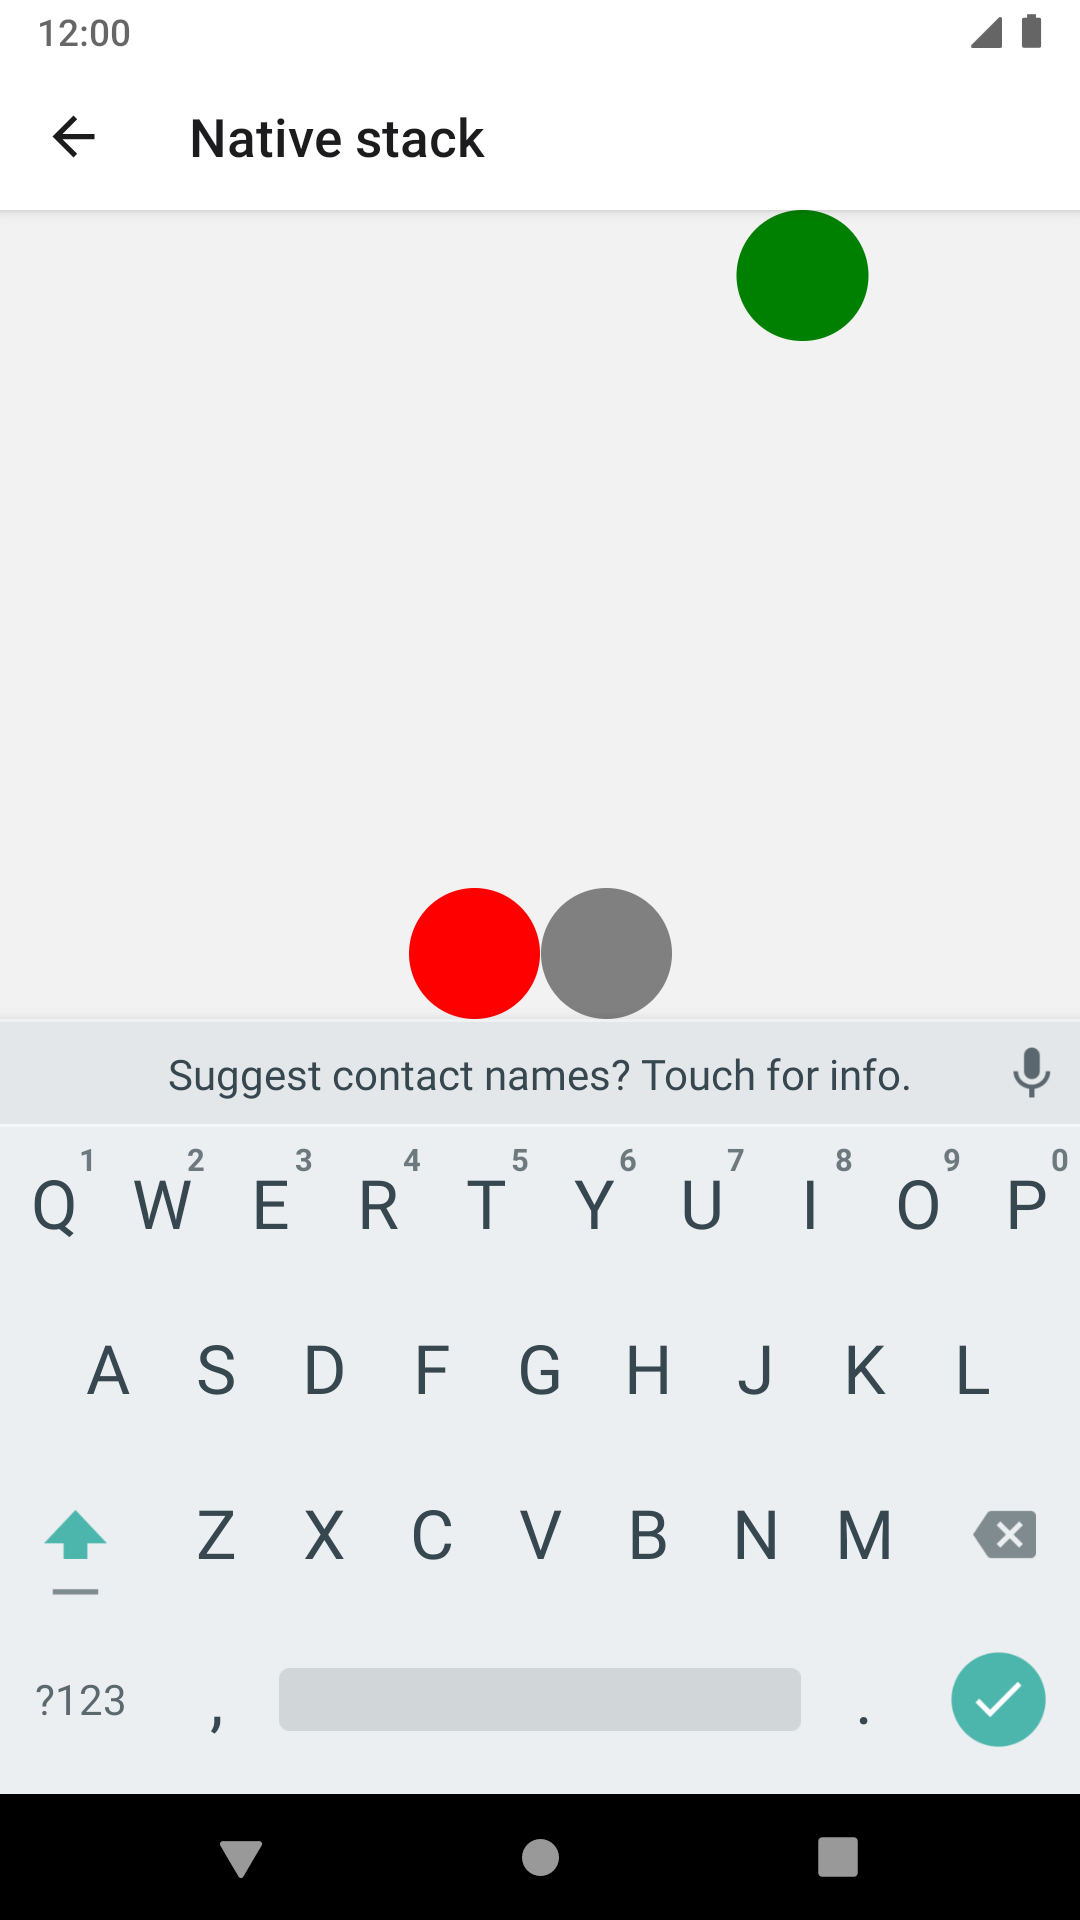 12:00
Native stack
Suggest contact names? Touch for info.
1 2 3 4 5 6 7 8 9 0
Q W E R T Y U I O P
A S D F G H J K L
Z X C V B N M
?123 , .